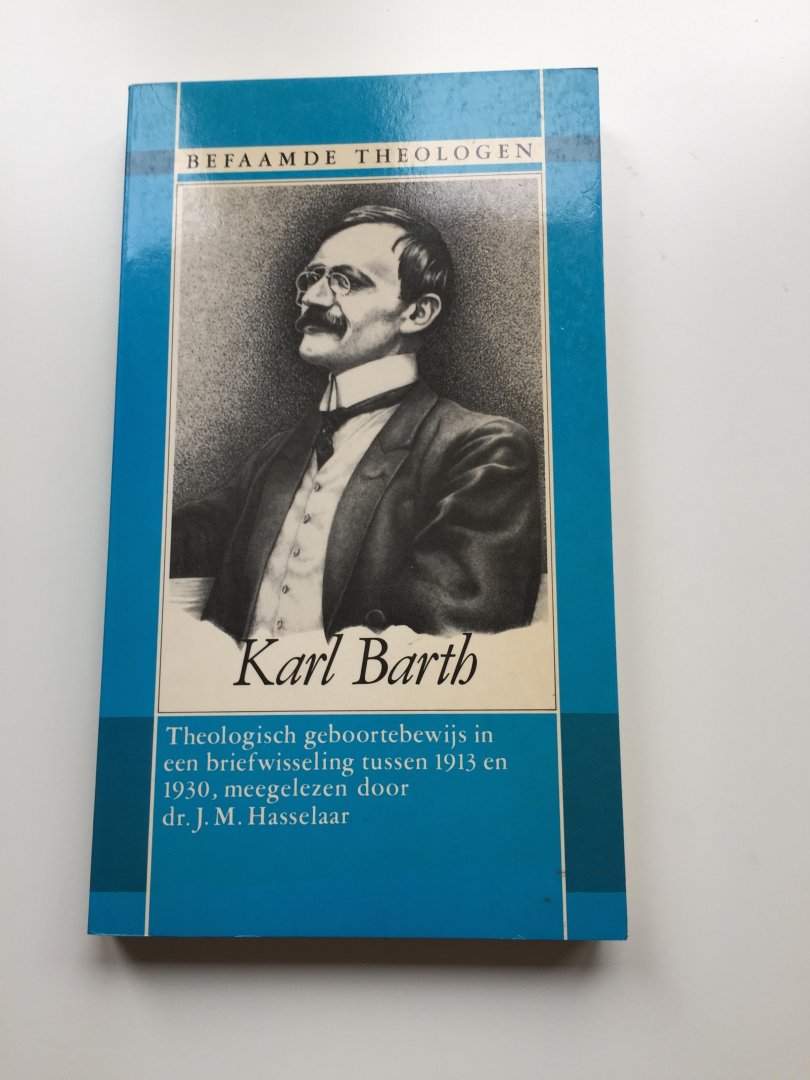 BEFAAMDE THEOLOGEN
Karl Barth
Theologisch geboortebewijs in
een briefwisseling tussen 1913 en
1930, meegelezen door
dr. J. M. Hasselaar